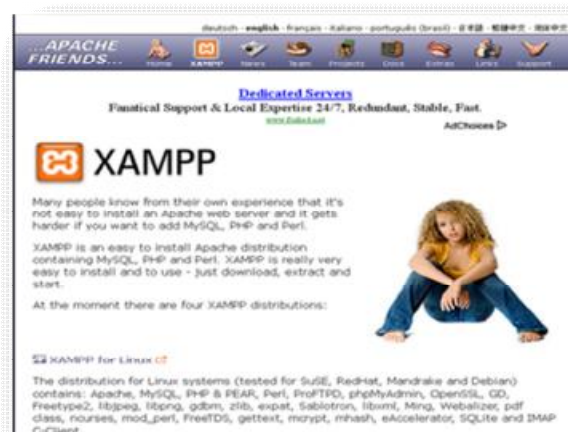 deutsch - english - français - italiano - português (brasil) -
...APACHE
FRIENDS...
Home XAMPP News Team Projects Docs Extras Links Support
Dedicated Servers
Fanatical Support & Local Expertise 24/7, Redundant, Stable, Fast.
AdChoices
XAMPP
Many people know from their own experience that it's
not easy to install an Apache web server and it gets
harder if you want to add MySQL, PHP and Perl.
XAMPP is an easy to install Apache distribution
containing MySQL, PHP and Perl. XAMPP is really very
easy to install and to use - just download, extract and
start.
At the moment there are four XAMPP distributions:
XAMPP for Linux
The distribution for Linux systems (tested for SuSE, RedHat, Mandrake and Debian)
contains: Apache, MySQL, PHP & PEAR, Perl, ProFTPD, phpMyAdmin, OpenSSL, GD,
Freetype2, libjpeg, libpng, gdbm, zlib, expat, Sablotron, libxml, Ming, Webalizer, pdf
class, ncurses, mod_perl, FreeTDS, gettext, mcrypt, mhash, eAccelerator, SQLite and IMAP
C-Client.